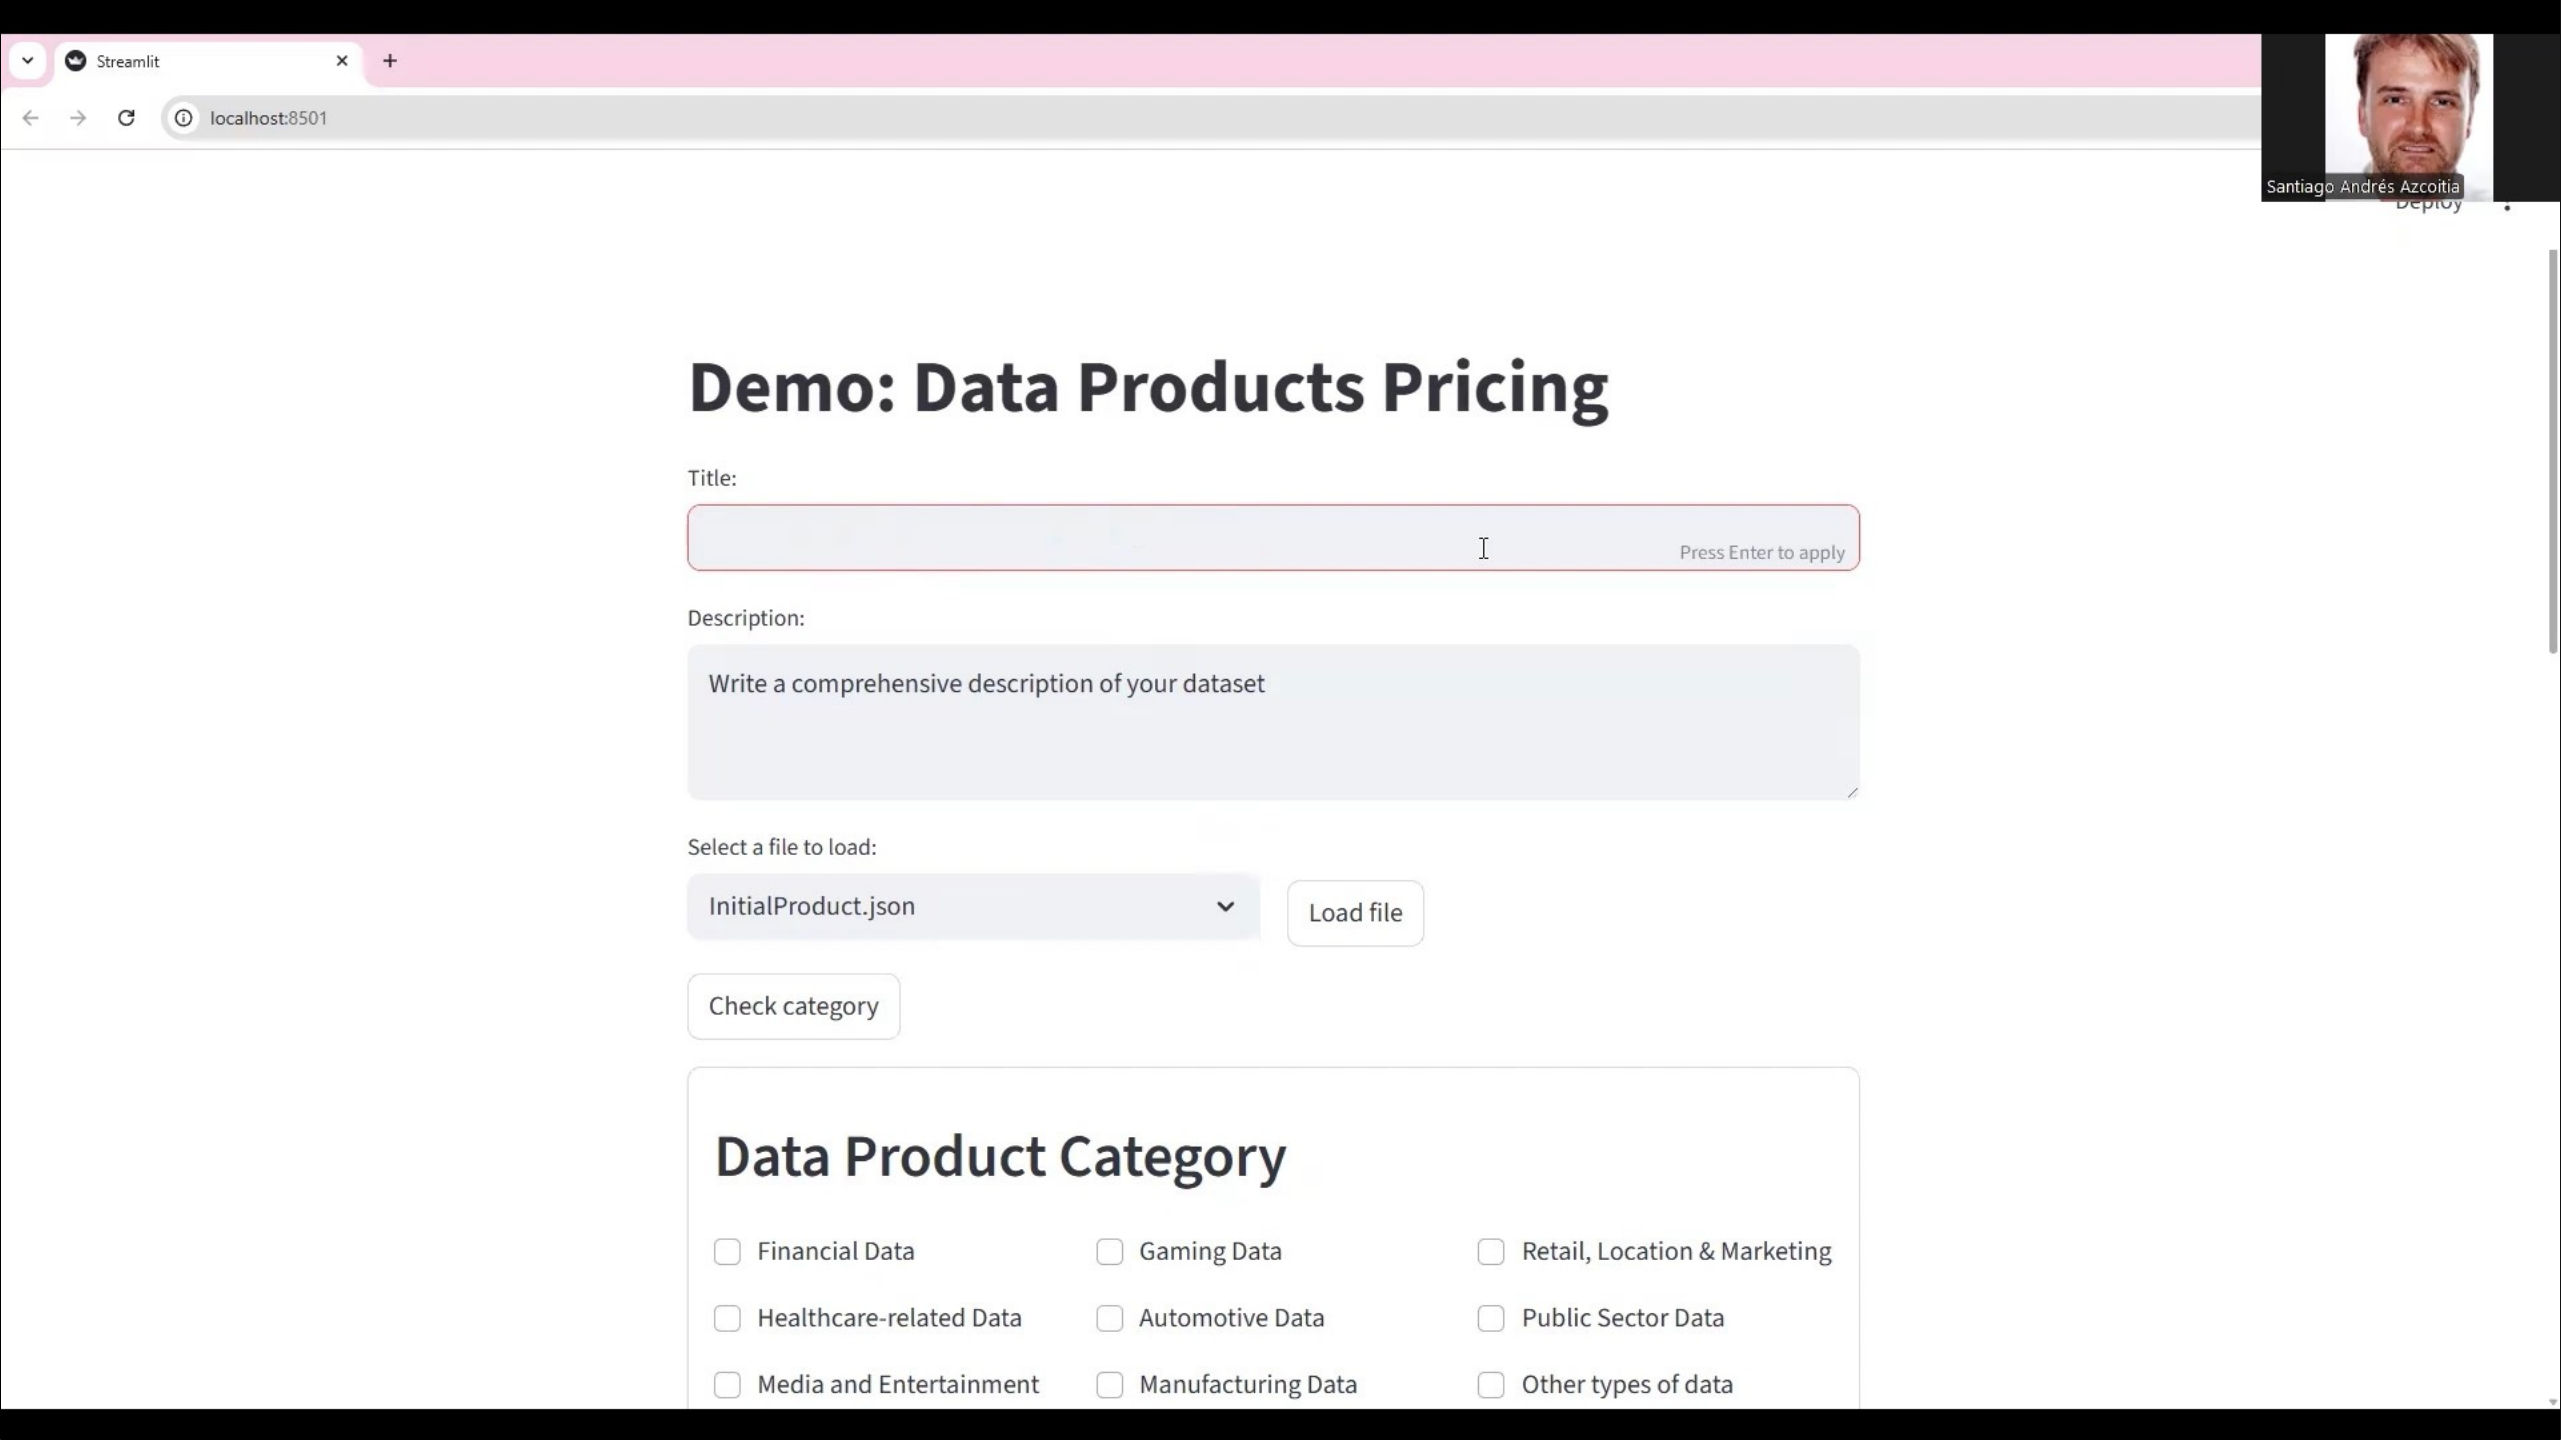 Streamlit
localhost:8501
Santiago Andrés Azcoitia
Deploy
Demo: Data Products Pricing
Title:
Press Enter to apply
Description:
Write a comprehensive description of your dataset
Select a file to load:
InitialProduct.json
Load file
Check category
Data Product Category
Financial Data
Gaming Data
Retail, Location & Marketing
Healthcare-related Data
Automotive Data
Public Sector Data
Media and Entertainment
Manufacturing Data
Other types of data